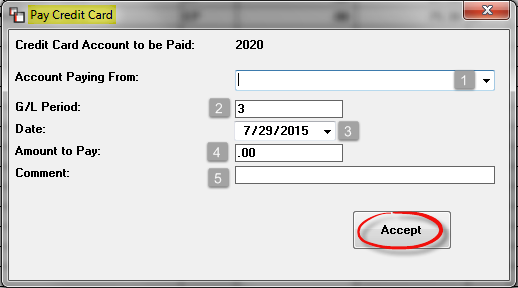 Pay Credit Card
Credit Card Account to be Paid: 2020
Account Paying From: 1
G/L Period: 2 3
Date: 7/29/2015 3
Amount to Pay: 4 .00
Comment: 5
Accept